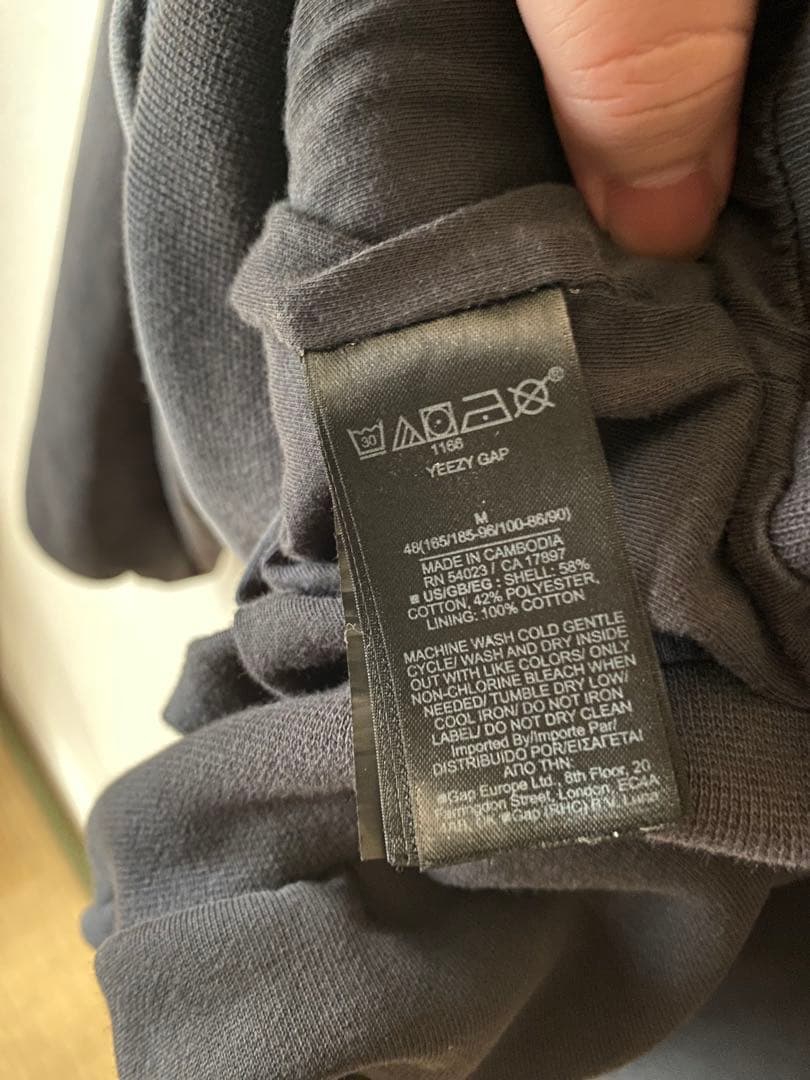 30
®
1166
YEEZY GAP
M
48(165/185-96/100-86/90)
MADE IN CAMBODIA
RN 54023 / CA 17897
US/GB/EG : SHELL: 58%
COTTON, 42% POLYESTER,
LINING: 100% COTTON
MACHINE WASH COLD GENTLE
CYCLE/ WASH AND DRY INSIDE
OUT WITH LIKE COLORS/ ONLY
NON-CHLORINE BLEACH WHEN
NEEDED/ TUMBLE DRY LOW/
COOL IRON/ DO NOT IRON
LABEL/ DO NOT DRY CLEAN
Imported By/Importe Par/
DISTRIBUIDO POR/ΕΙΣΑΓΕΤΑΙ
ΑΠΟ ΤΗΝ
Gap Europe Ltd., 8th Floor, 20
Farringdon Street, London, EC4A
Gap (RHC) B.V. Luna